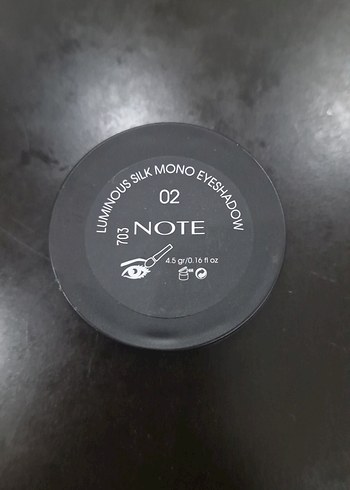 LUMINOUS SILK MONO EYESHADOW
02
703
NOTE
4.5 gr/0.16 fl oz